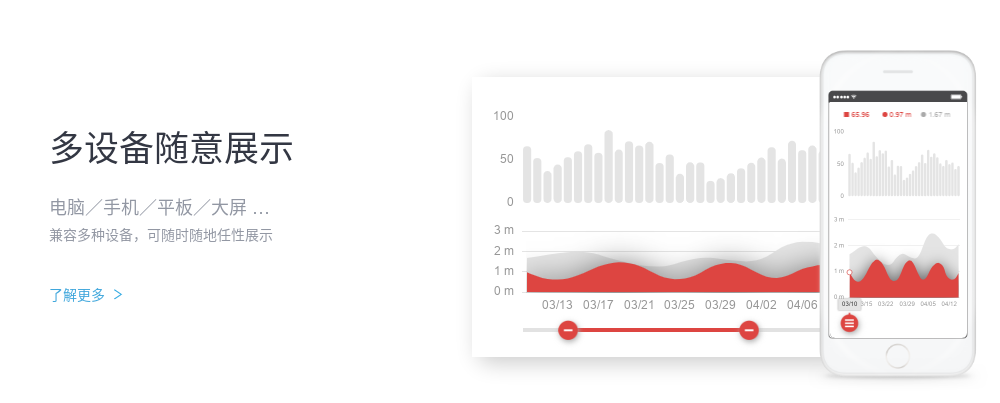 多设备随意展示
电脑／手机／平板／大屏 …
兼容多种设备，可随时随地任性展示
了解更多 >
100
50
0
3 m
2 m
1 m
0 m
03/13 03/17 03/21 03/25 03/29 04/02 04/06
65.96 0.97 m 1.67 m
100
50
0
3 m
2 m
1 m
0 m
03/10 3/15 03/22 03/29 04/05 04/12